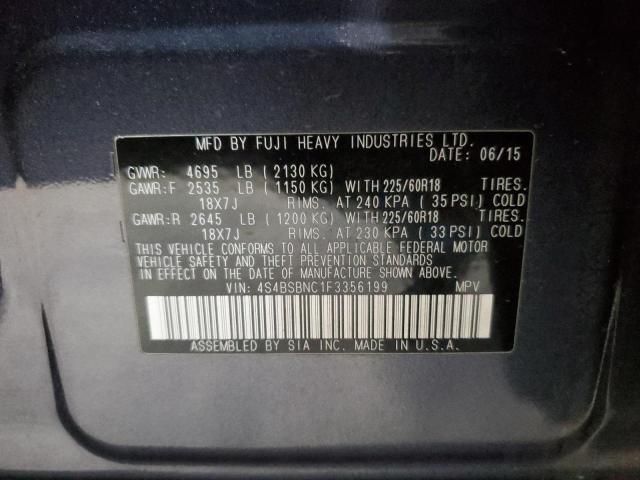 MFD BY FUJI HEAVY INDUSTRIES LTD.
DATE: 06/15
GVWR: 4695 LB (2130 KG)
GAWR:F 2535 LB (1150 KG) WITH 225/60R18 TIRES.
18X7J RIMS. AT 240 KPA (35 PSI) COLD
GAWR:R 2645 LB (1200 KG) WITH 225/60R18 TIRES.
18X7J RIMS. AT 230 KPA (33 PSI) COLD
THIS VEHICLE CONFORMS TO ALL APPLICABLE FEDERAL MOTOR
VEHICLE SAFETY AND THEFT PREVENTION STANDARDS
IN EFFECT ON THE DATE OF MANUFACTURE SHOWN ABOVE.
VIN: 4S4BSBNC1F3356199 MPV
ASSEMBLED BY SIA INC. MADE IN U.S.A.